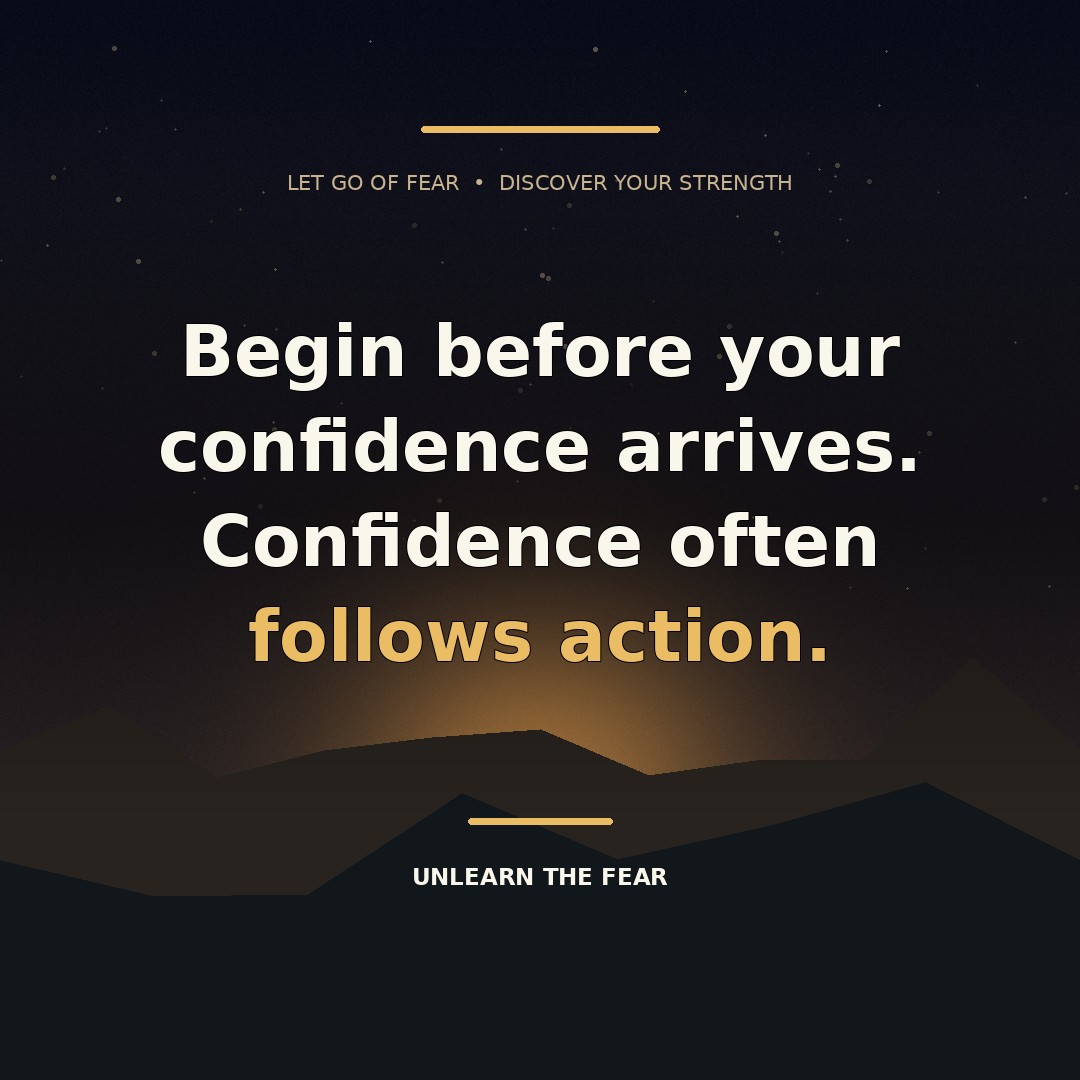 LET GO OF FEAR • DISCOVER YOUR STRENGTH
Begin before your
confidence arrives.
Confidence often
follows action.
UNLEARN THE FEAR